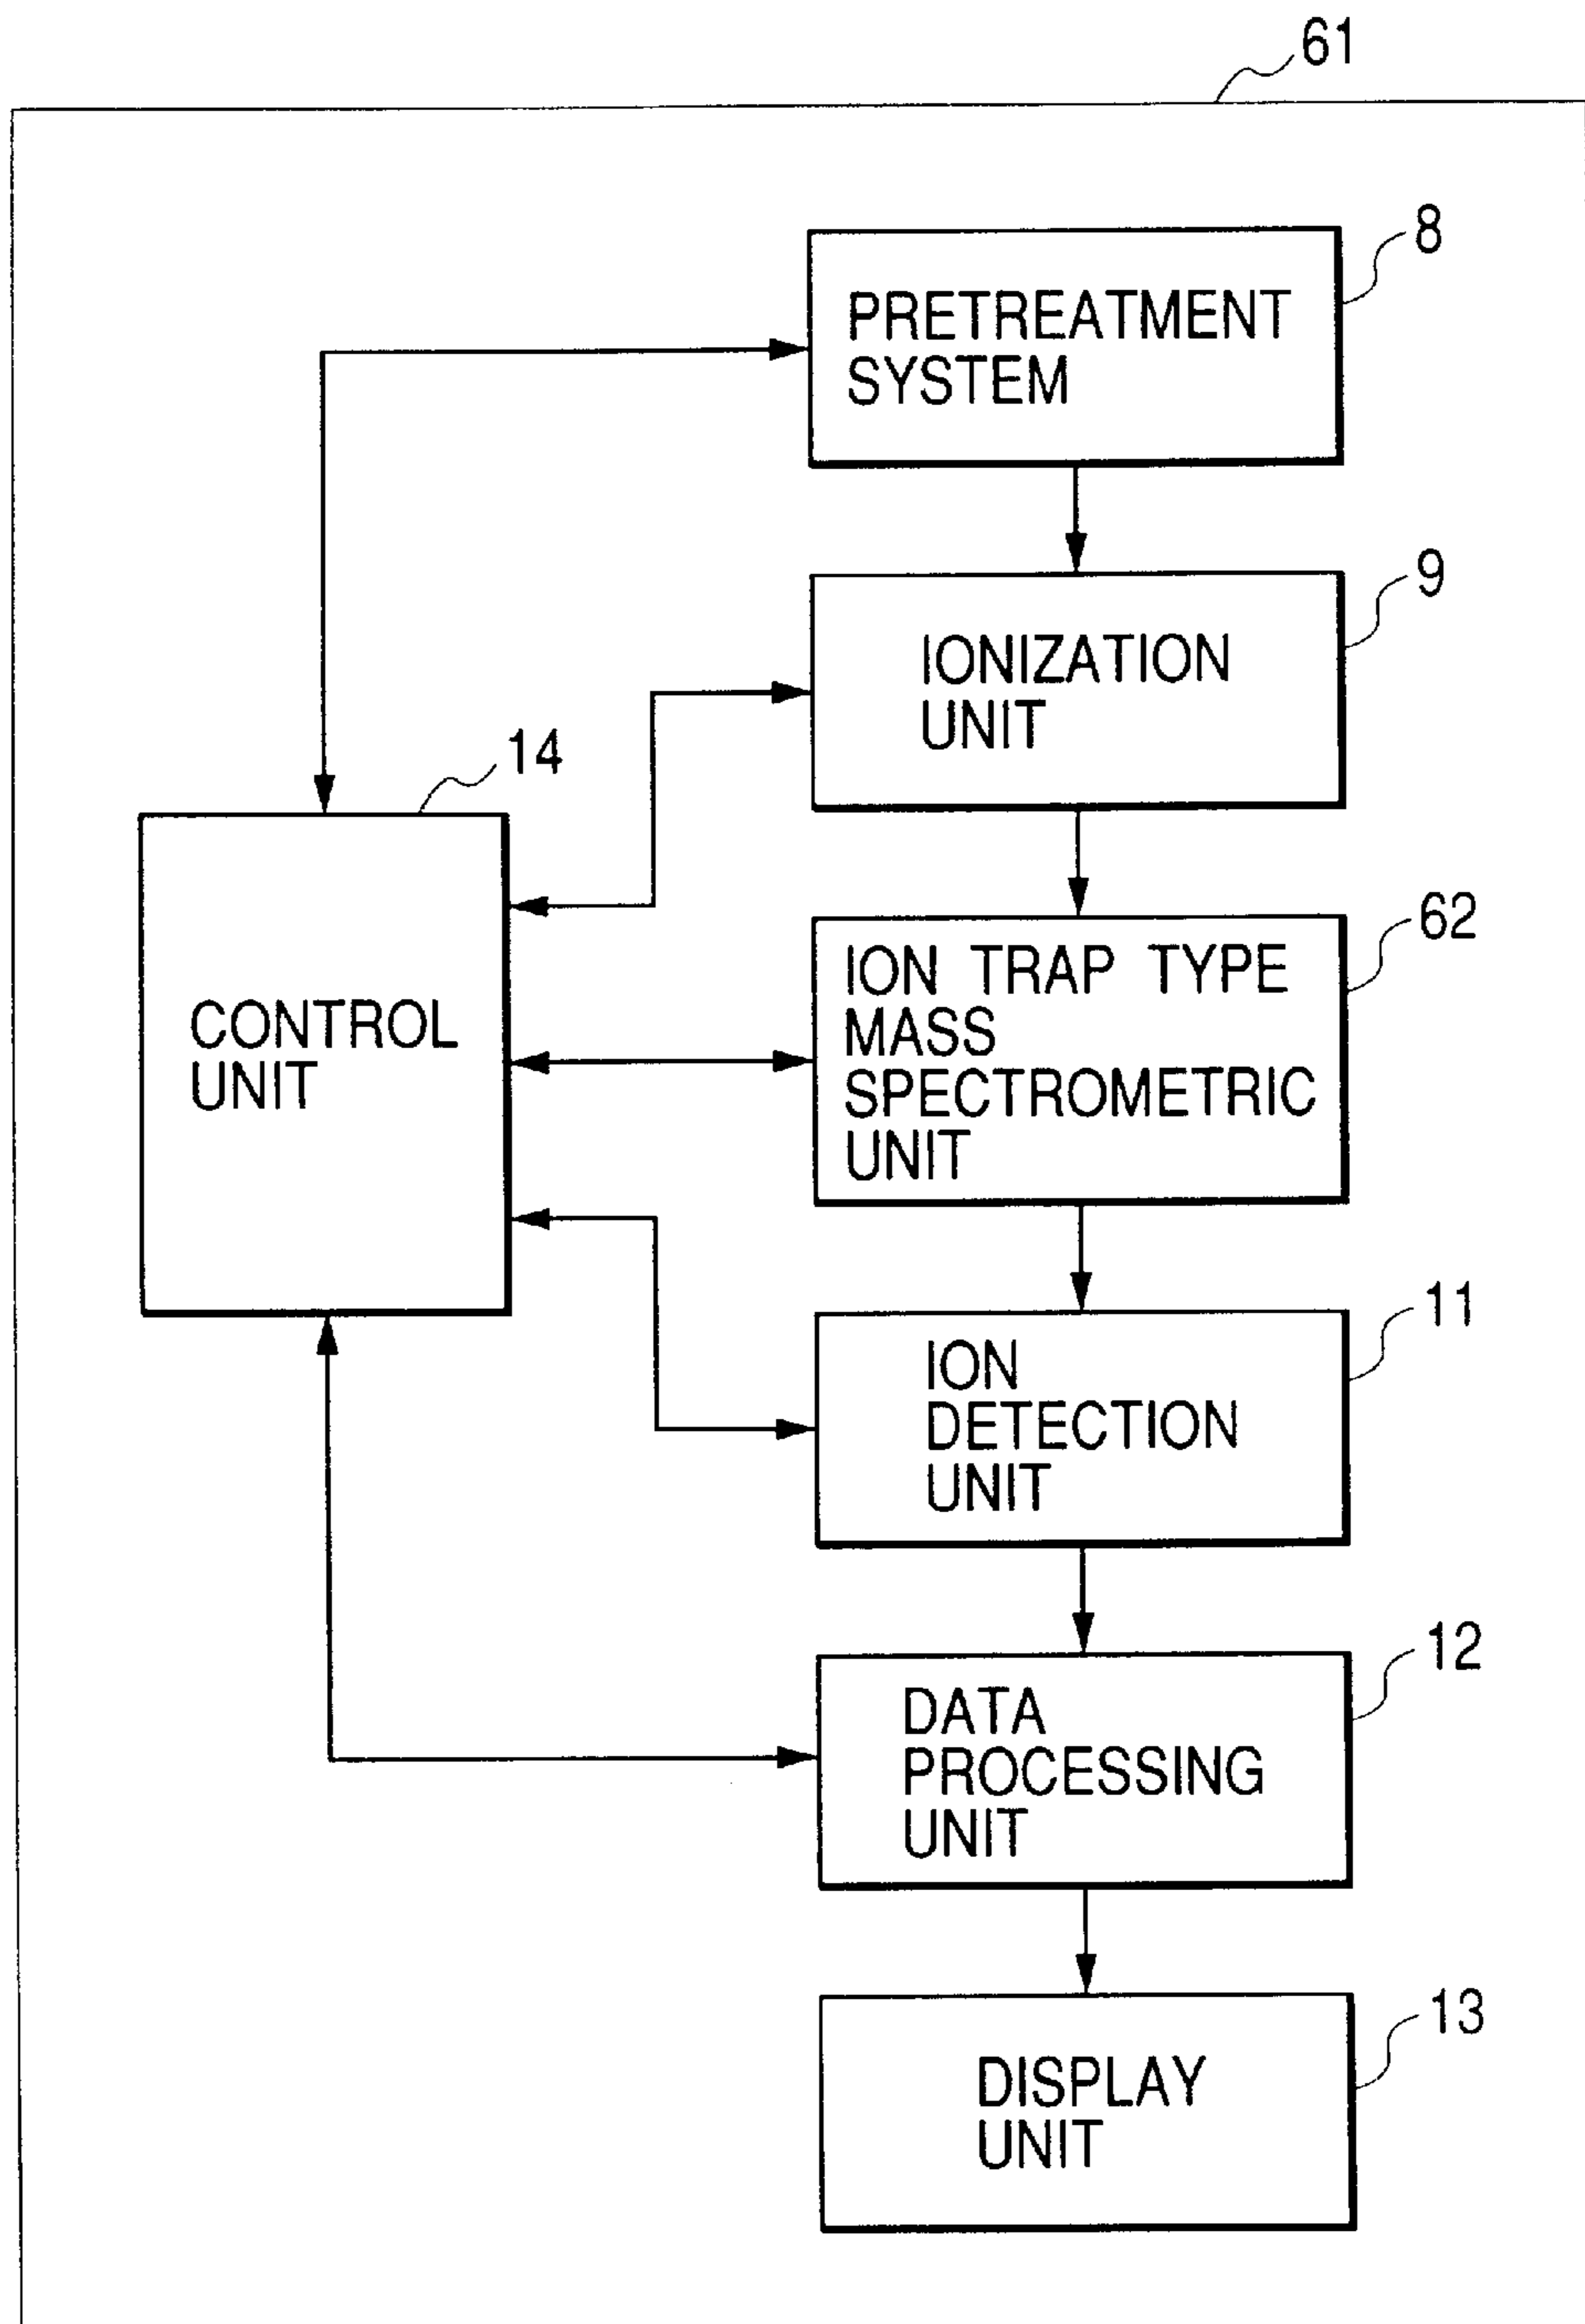 61
8
PRETREATMENT
SYSTEM
9
IONIZATION
UNIT
14
CONTROL
UNIT
62
ION TRAP TYPE
MASS
SPECTROMETRIC
UNIT
11
ION
DETECTION
UNIT
12
DATA
PROCESSING
UNIT
13
DISPLAY
UNIT